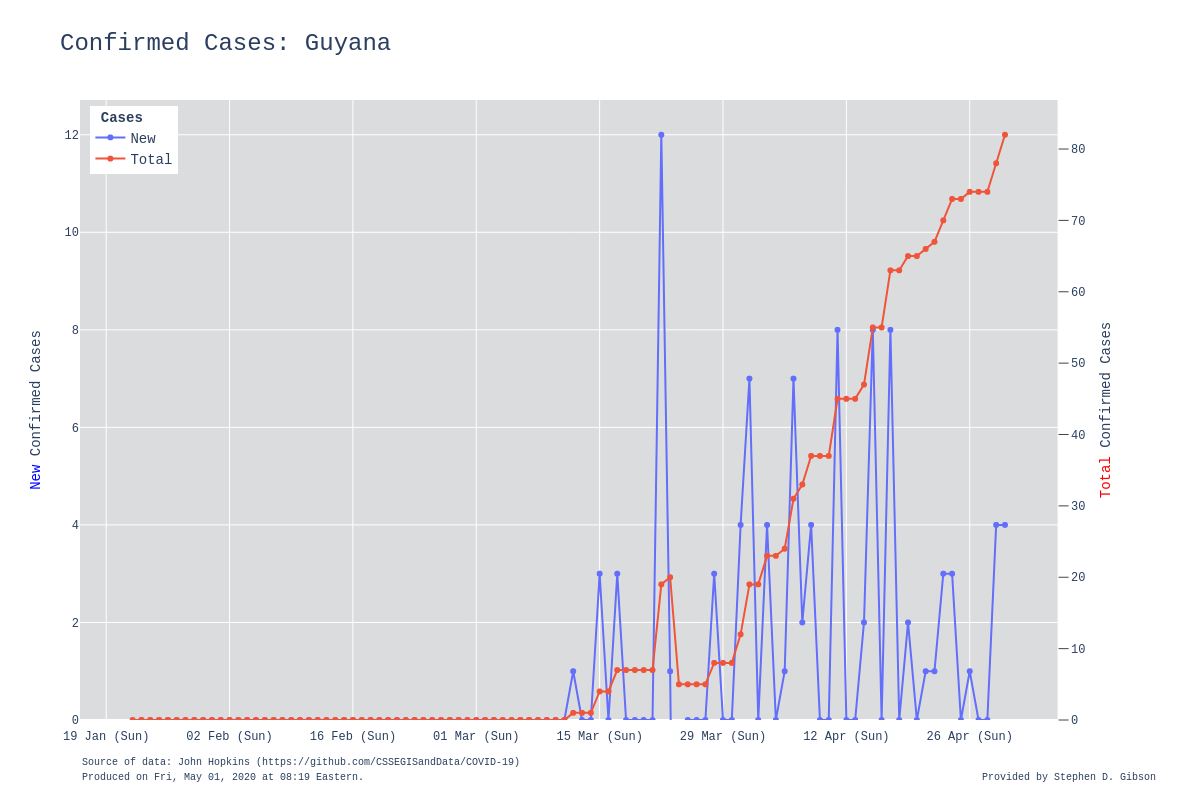 Confirmed Cases: Guyana
Cases
New
Total
12
10
8
6
4
2
0
80
70
60
50
40
30
20
10
0
New Confirmed Cases
Total Confirmed Cases
19 Jan (Sun) 02 Feb (Sun) 16 Feb (Sun) 01 Mar (Sun) 15 Mar (Sun) 29 Mar (Sun) 12 Apr (Sun) 26 Apr (Sun)
Source of data: John Hopkins (https://github.com/CSSEGISandData/COVID-19)
Produced on Fri, May 01, 2020 at 08:19 Eastern.
Provided by Stephen D. Gibson